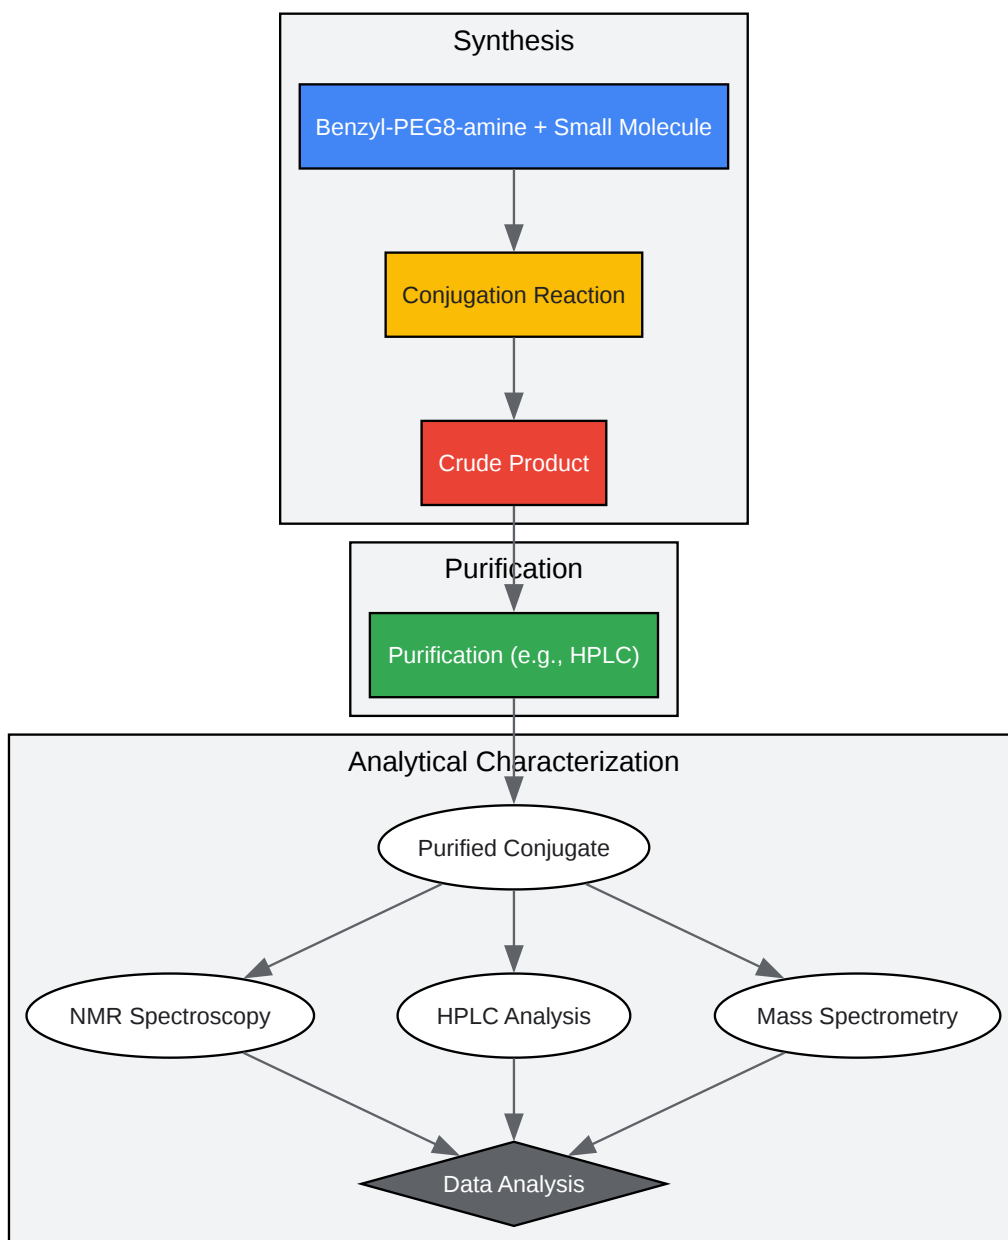 Synthesis
Benzyl-PEG8-amine + Small Molecule
Conjugation Reaction
Crude Product
Purification
Purification (e.g., HPLC)
Analytical Characterization
Purified Conjugate
NMR Spectroscopy
HPLC Analysis
Mass Spectrometry
Data Analysis